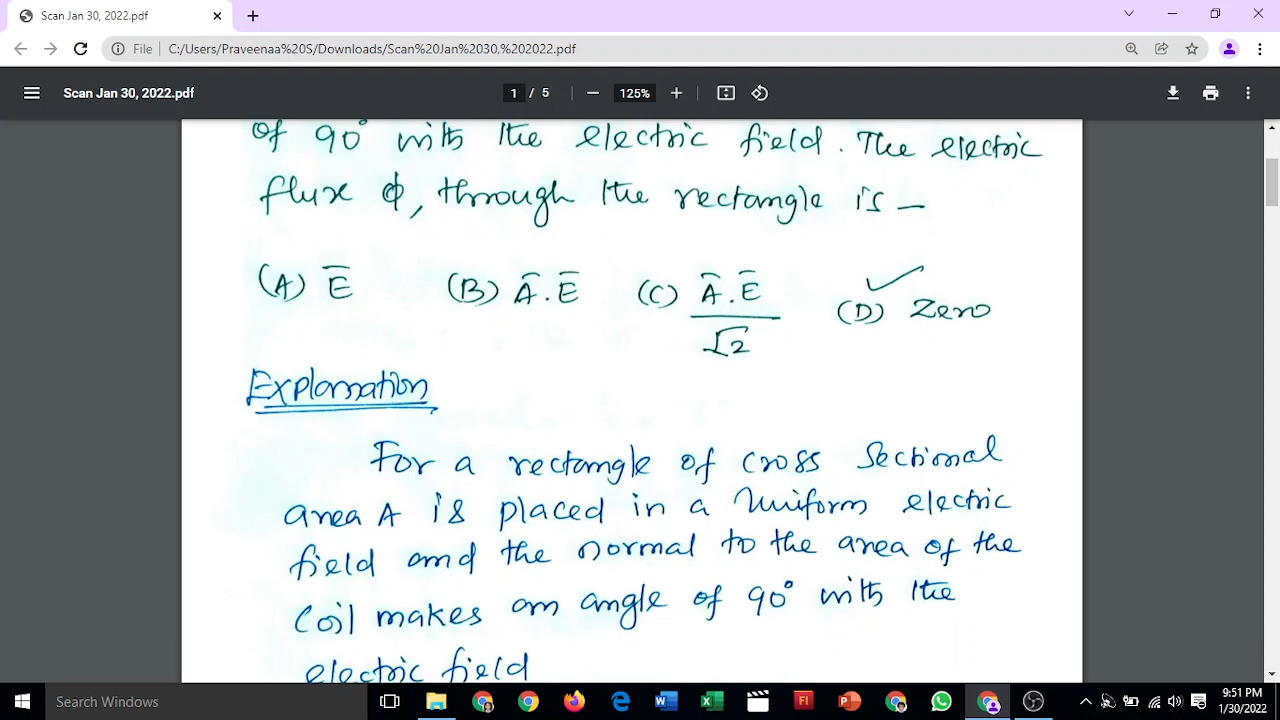 Scan Jan 30, 2022.pdf
File C:/Users/Praveenaa%20S/Downloads/Scan%20Jan%2030,%202022.pdf
Scan Jan 30, 2022.pdf 1 / 5 125%
of 90° with the electric field. The electric
flux ϕ, through the rectangle is –
(A) E̅ (B) A̅.E̅ (C) A̅.E̅/√2 (D) Zero
Explanation
For a rectangle of cross Sectional
area A is placed in a Uniform electric
field and the normal to the area of the
Coil makes an angle of 90° with the
electric field
Search Windows
9:51 PM
1/30/2022